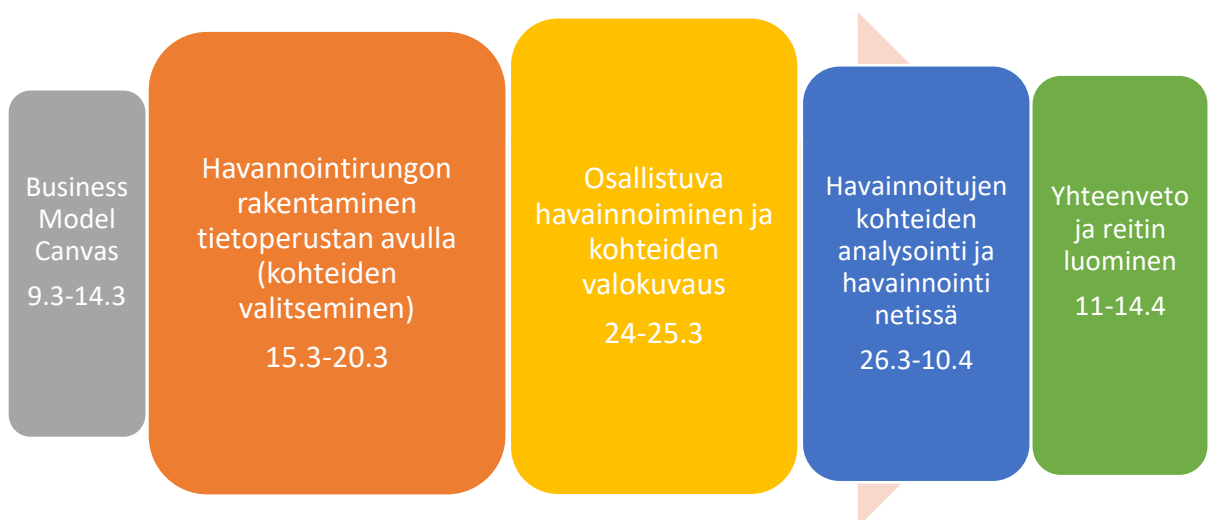 Business
Model
Canvas
9.3-14.3
Havannointirungon
rakentaminen
tietoperustan avulla
(kohteiden
valitseminen)
15.3-20.3
Osallistuva
havainnoiminen ja
kohteiden
valokuvaus
24-25.3
Havainnoitujen
kohteiden
analysointi ja
havainnointi
netissä
26.3-10.4
Yhteenveto
ja reitin
luominen
11-14.4